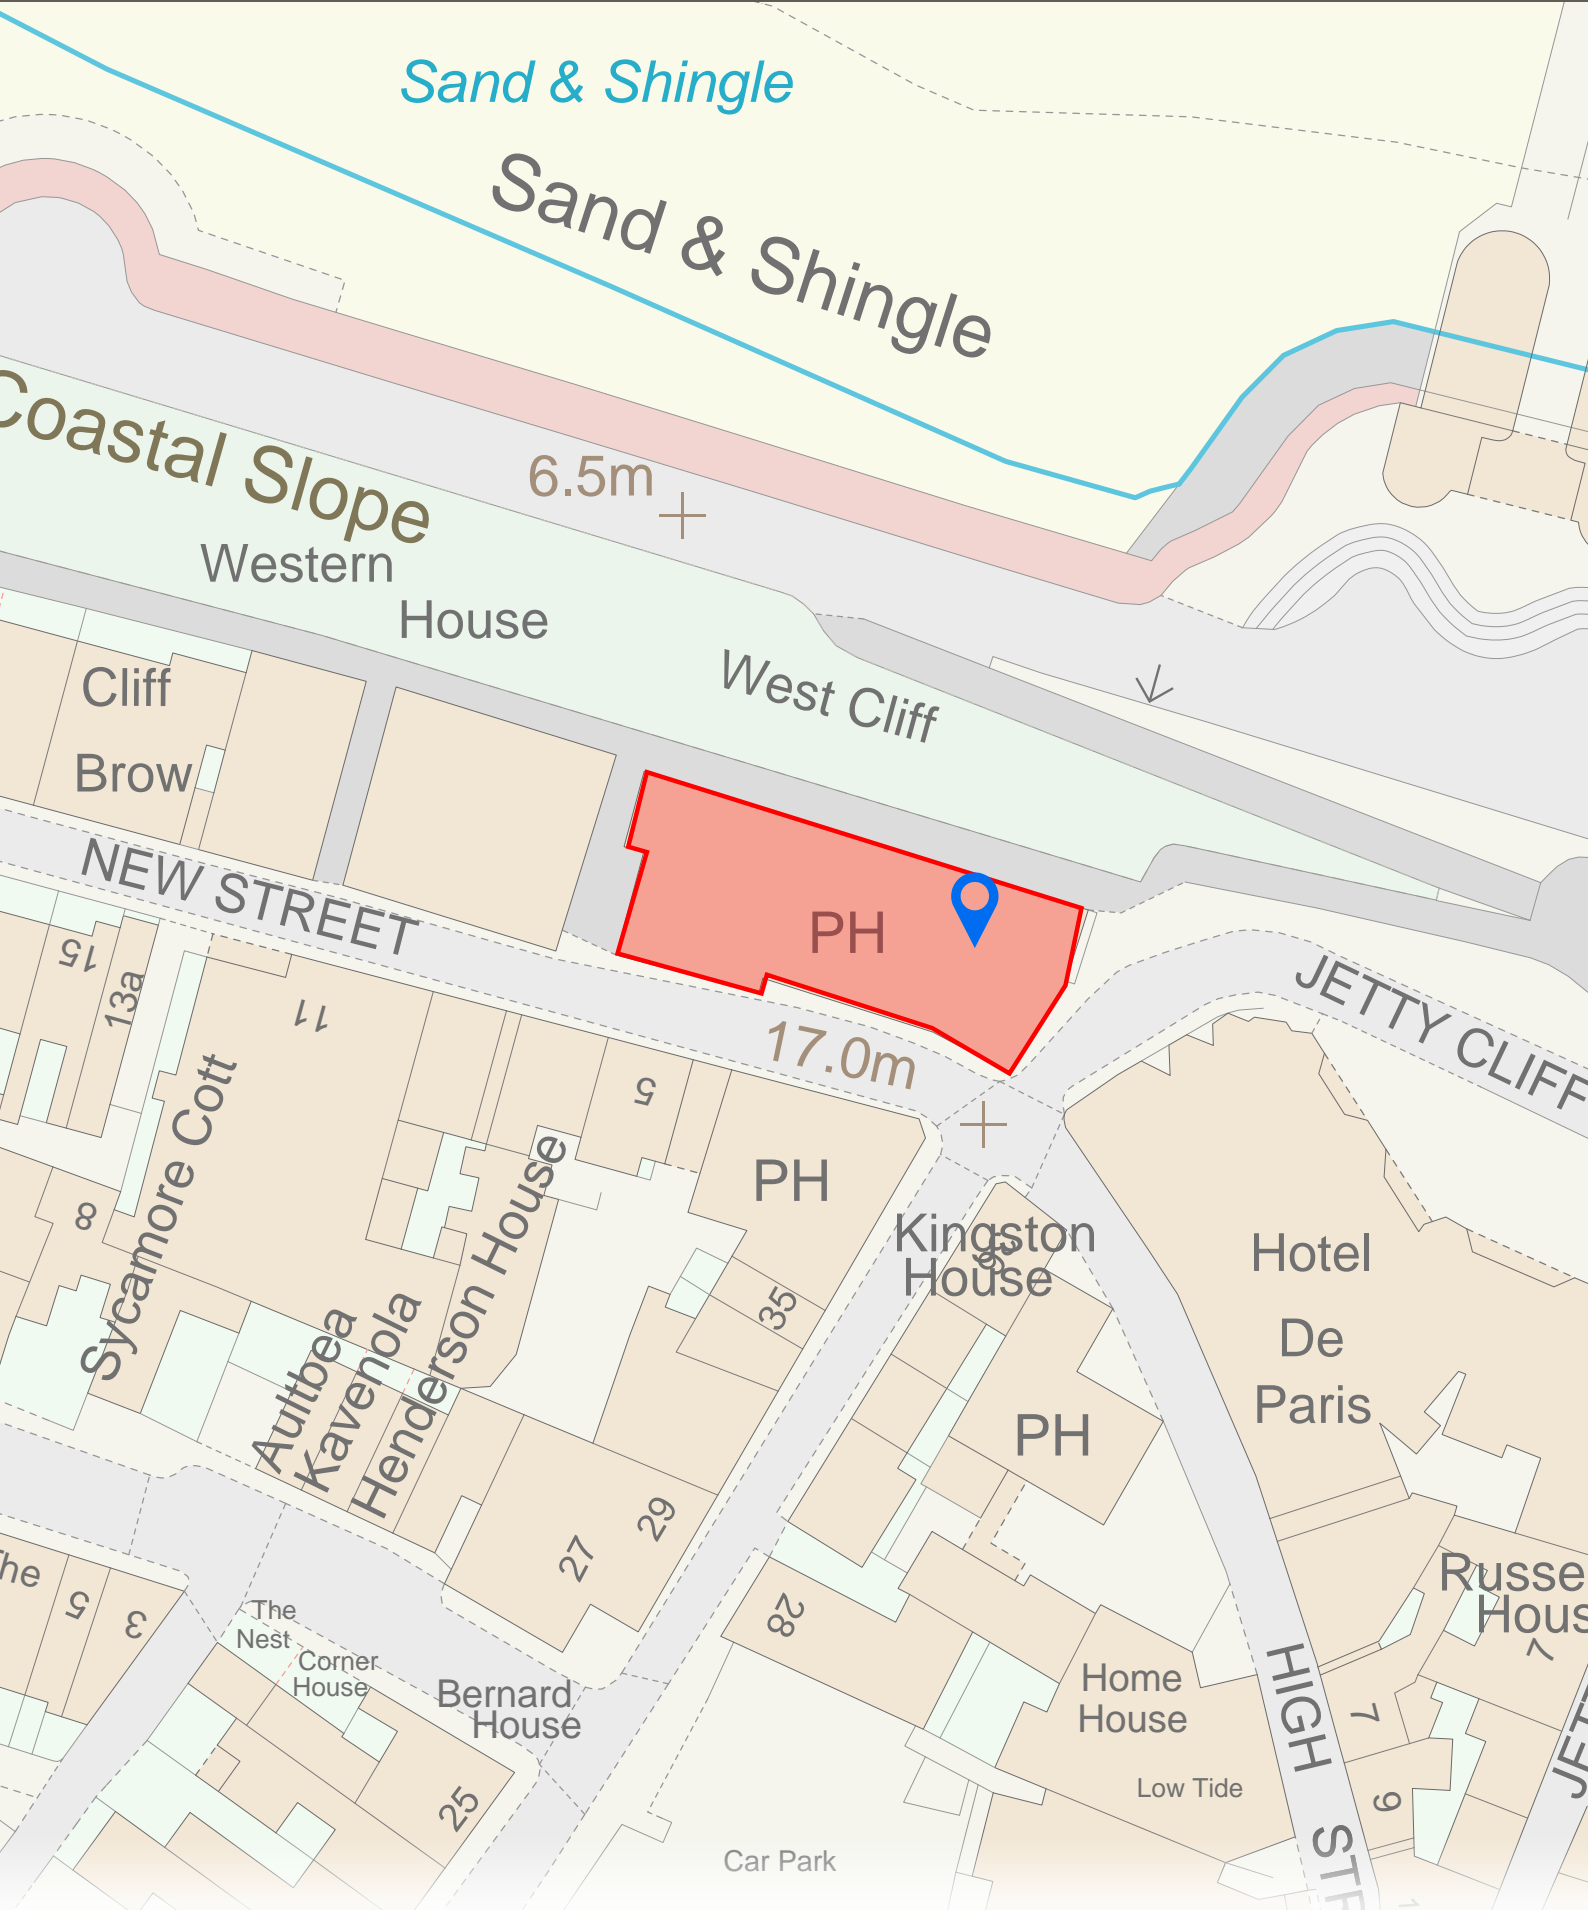 Sand & Shingle
Sand & Shingle
Coastal Slope
6.5m
Western
House
West Cliff
Cliff
Brow
NEW STREET
PH
15
13a
11
JETTY CLIFF
17.0m
5
PH
Sycamore Cott
8
Kingston
House
Hotel
De
Paris
35
Aultbea
Kavenola
Henderson House
PH
29
27
The
5
3
28
Russe
Hous
7
The
Nest
Corner
House
Bernard
House
Home
House
HIGH STR
7
JET
25
Low Tide
9
Car Park